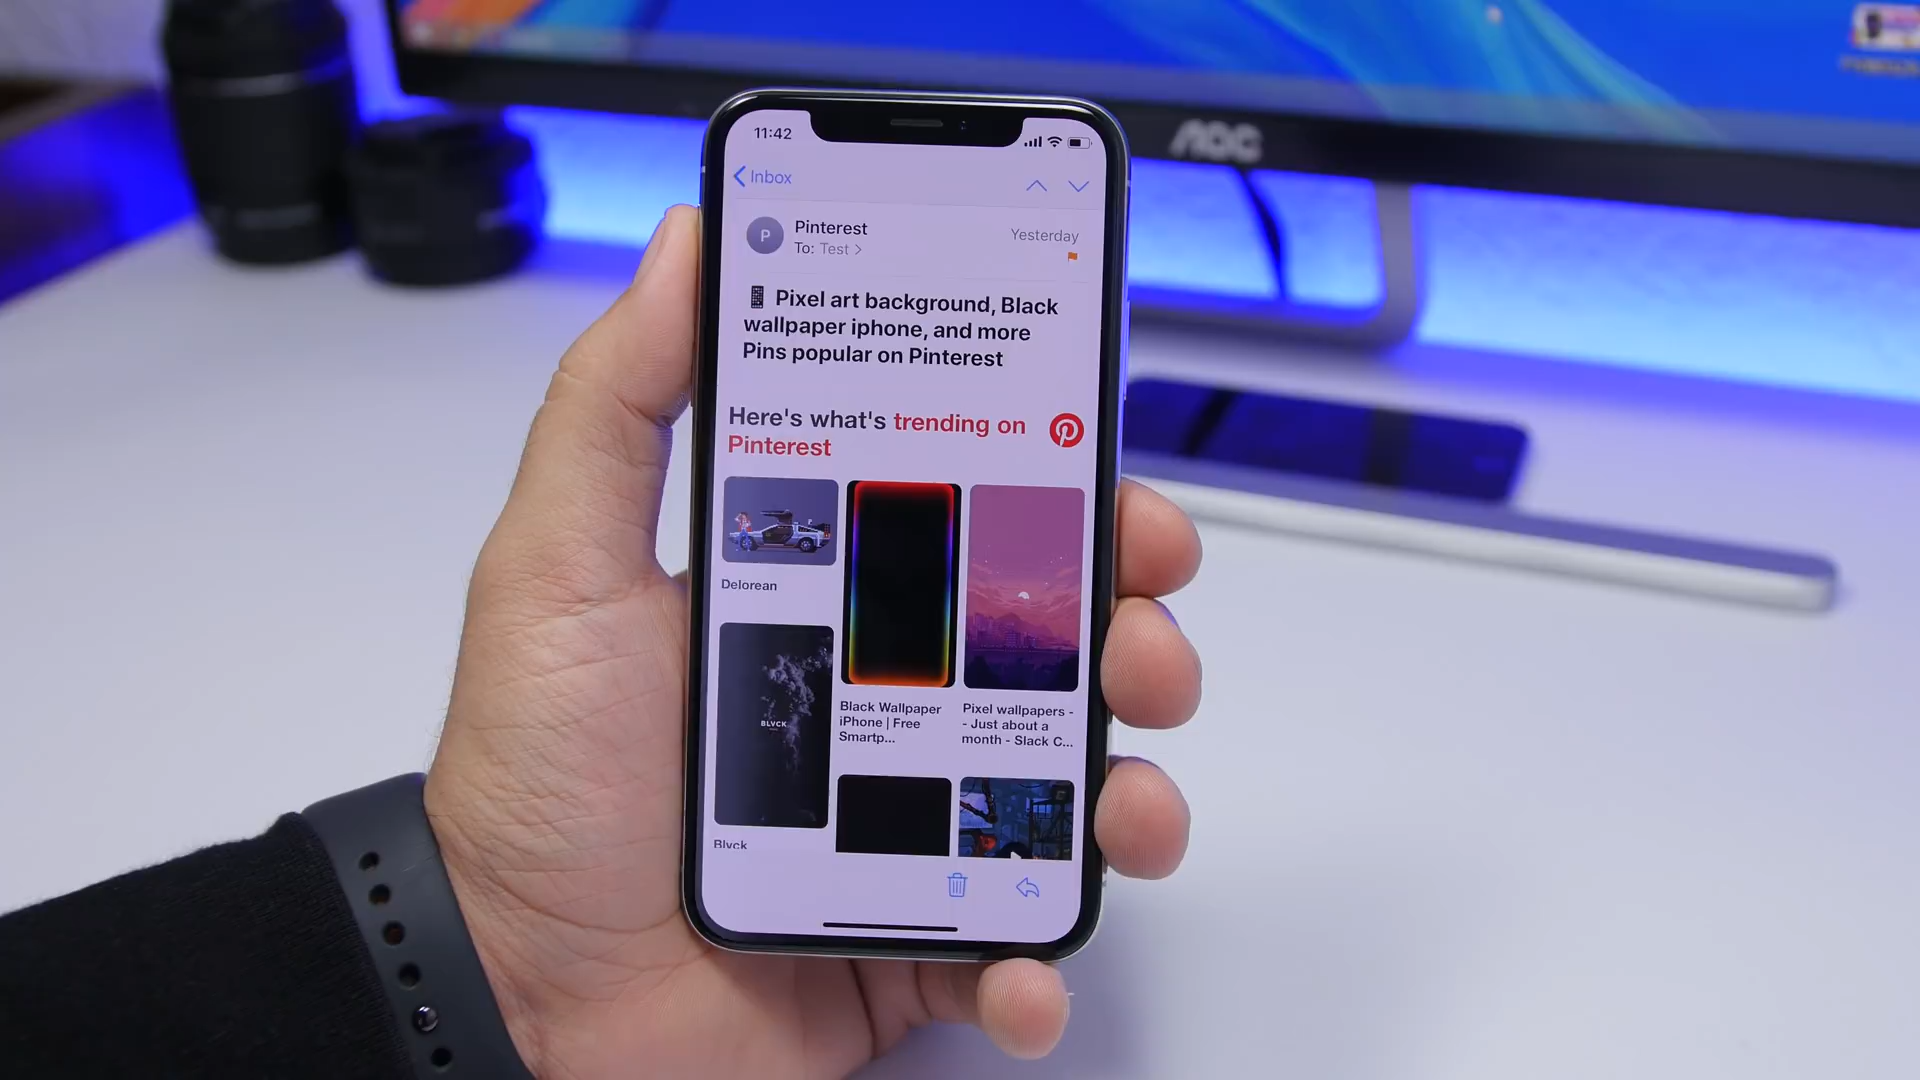 AOC
11:42
Inbox
P
Pinterest
Yesterday
To: Test >
Pixel art background, Black
wallpaper iphone, and more
Pins popular on Pinterest
Here's what's trending on
Pinterest
Delorean
BLVCK
Black Wallpaper
iPhone | Free
Smartp...
Pixel wallpapers -
- Just about a
month - Slack C...
Blvck